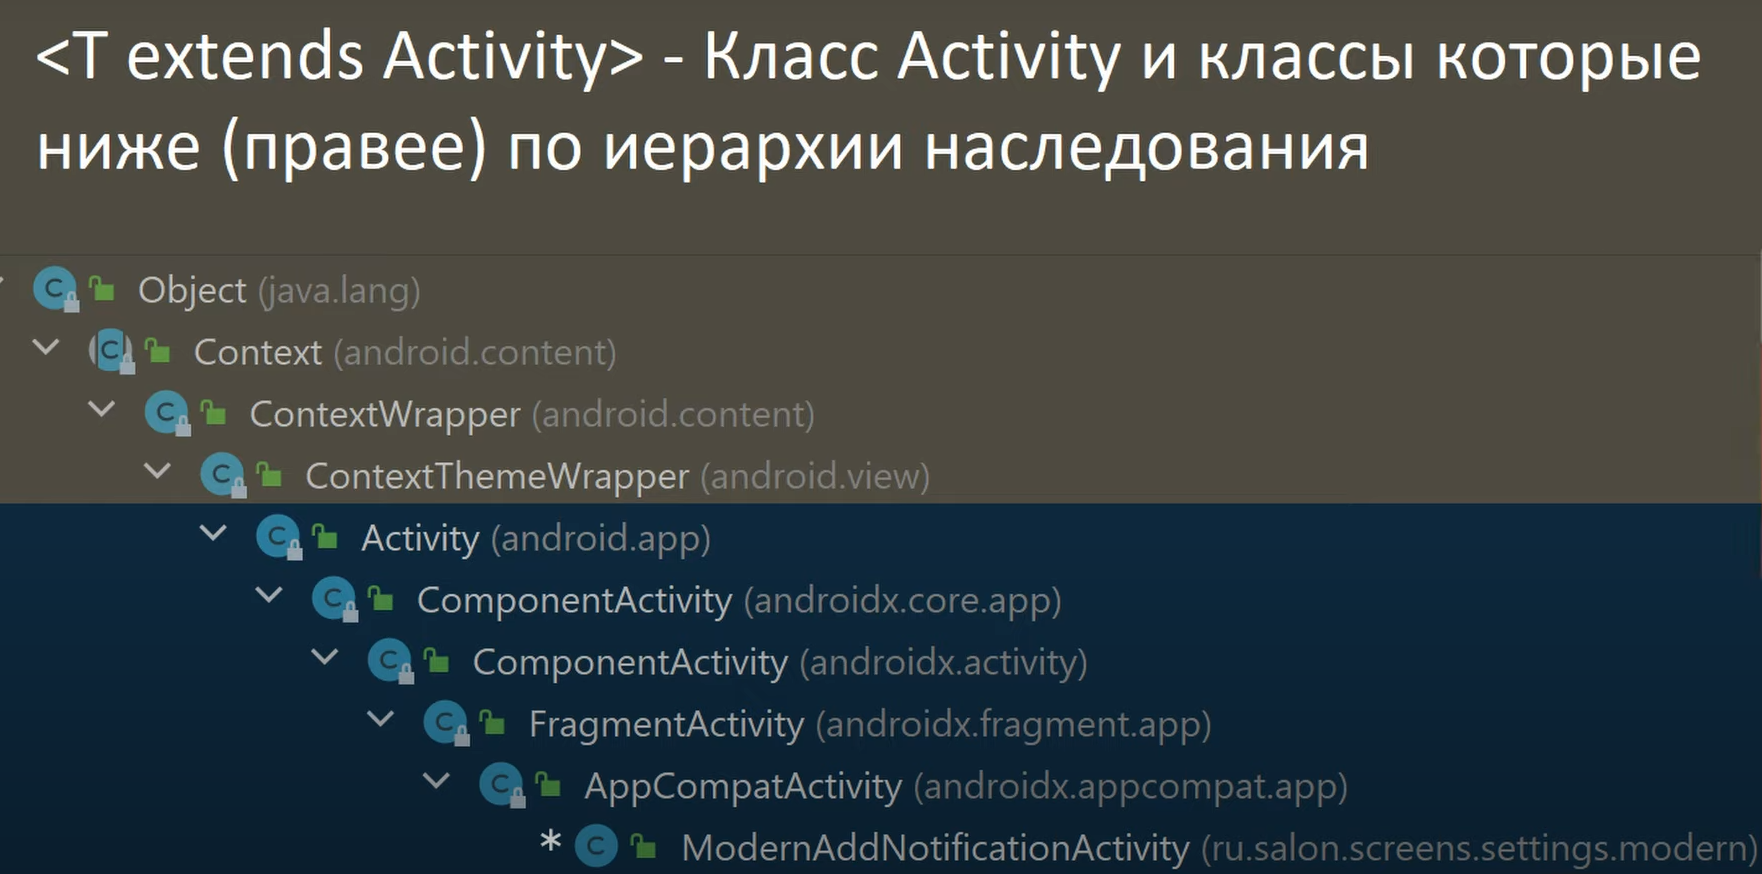 <T extends Activity> - Класс Activity и классы которые
ниже (правее) по иерархии наследования
Object (java.lang)
Context (android.content)
ContextWrapper (android.content)
ContextThemeWrapper (android.view)
Activity (android.app)
ComponentActivity (androidx.core.app)
ComponentActivity (androidx.activity)
FragmentActivity (androidx.fragment.app)
AppCompatActivity (androidx.appcompat.app)
* ModernAddNotificationActivity (ru.salon.screens.settings.modern)